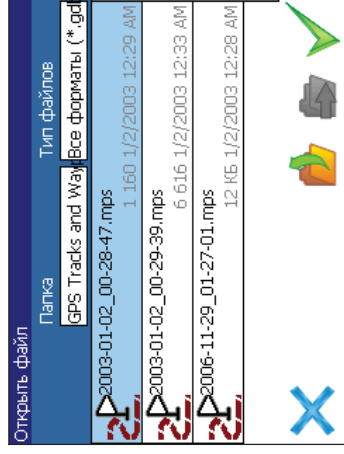 Открыть файл
Папка Тип файлов
GPS Tracks and Way Все форматы (*.gdl
2003-01-02_00-28-47.mps
1 160 1/2/2003 12:29 AM
2003-01-02_00-29-39.mps
6 616 1/2/2003 12:33 AM
2006-11-29_01-27-01.mps
12 КБ 1/2/2003 12:28 AM